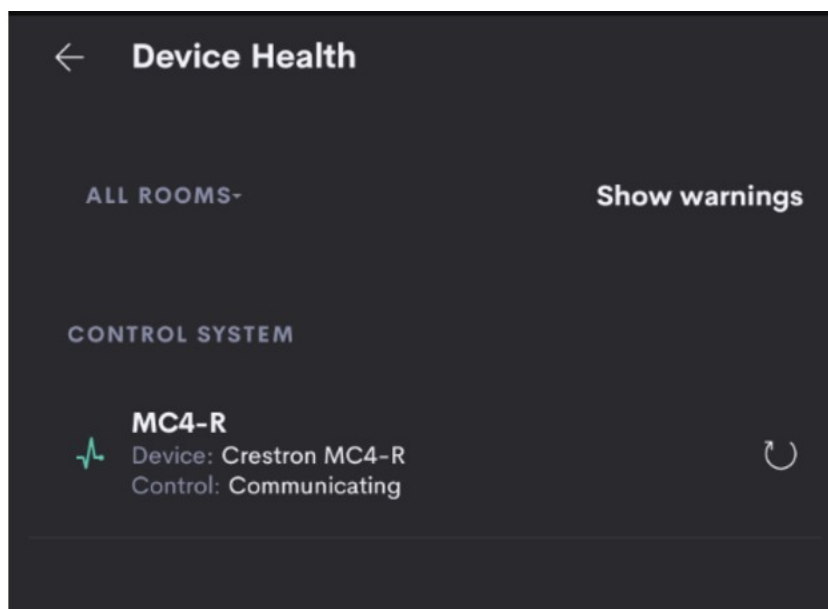 Device Health
ALL ROOMS
Show warnings
CONTROL SYSTEM
MC4-R
Device: Crestron MC4-R
Control: Communicating